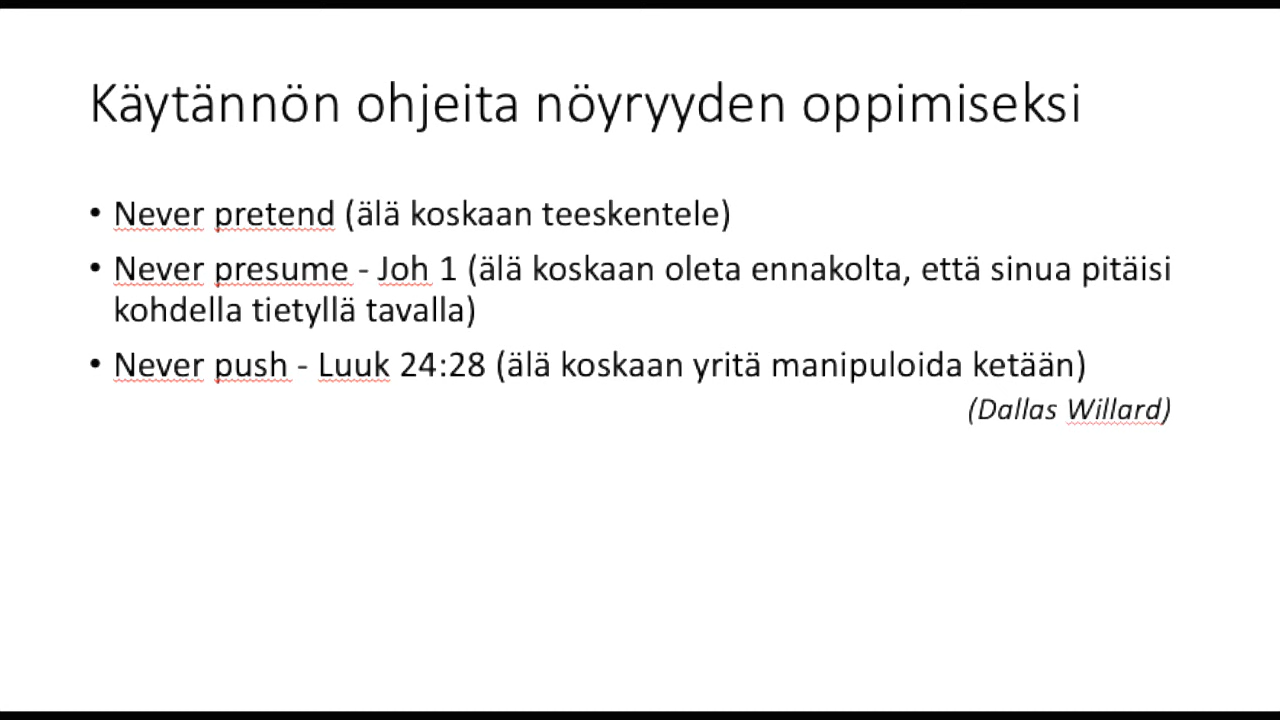 Käytännön ohjeita nöyryyden oppimiseksi
• Never pretend (älä koskaan teeskentele)
• Never presume - Joh 1 (älä koskaan oleta ennakolta, että sinua pitäisi
kohdella tietyllä tavalla)
• Never push - Luuk 24:28 (älä koskaan yritä manipuloida ketään)
(Dallas Willard)